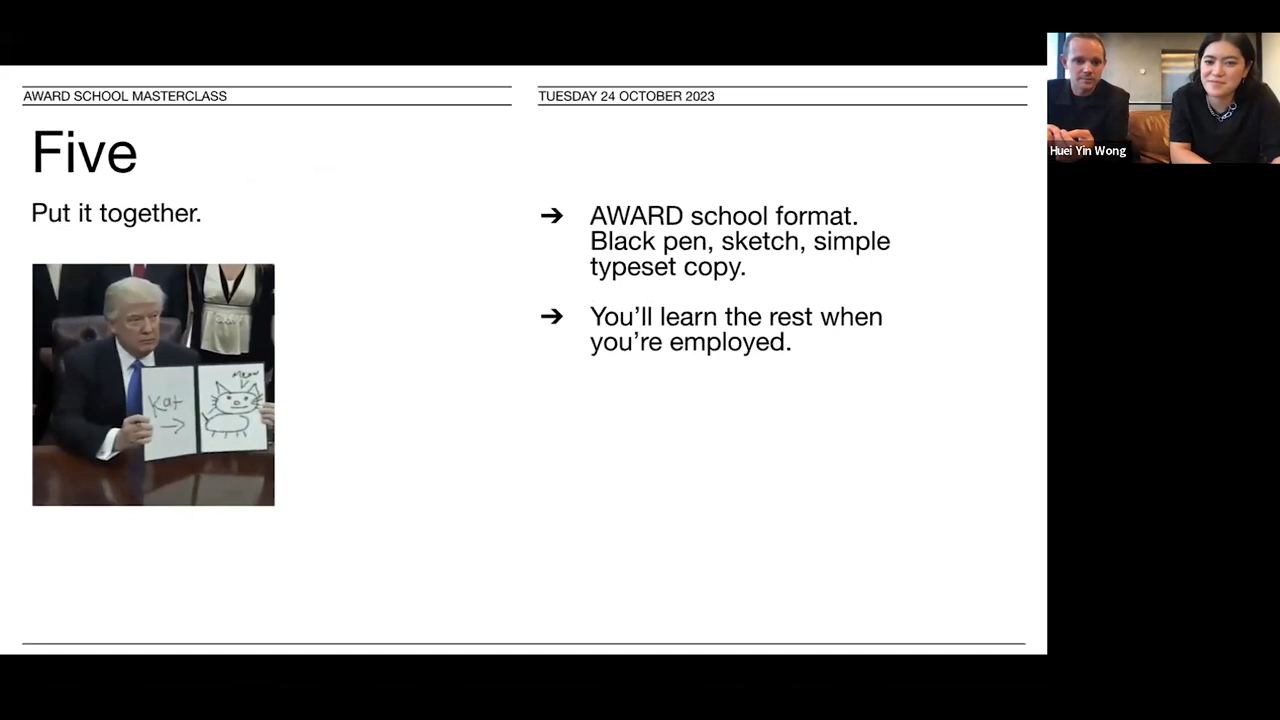 AWARD SCHOOL MASTERCLASS
TUESDAY 24 OCTOBER 2023
Five
Put it together.
Kat
meow
→ AWARD school format.
Black pen, sketch, simple
typeset copy.
→ You’ll learn the rest when
you’re employed.
Huei Yin Wong